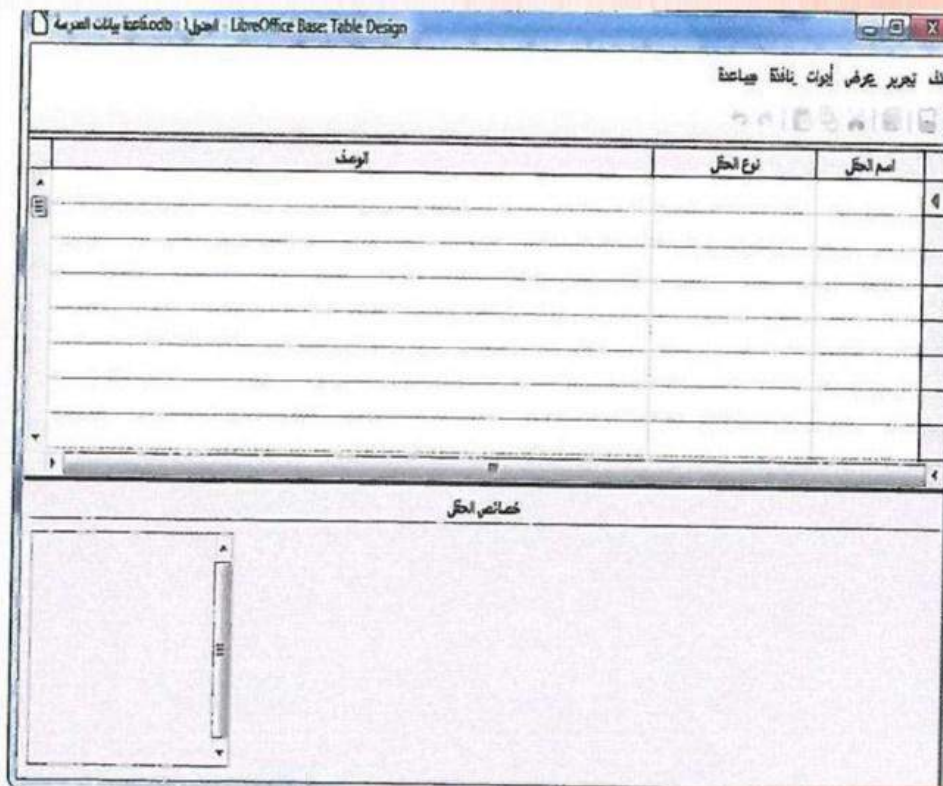 قاعدة بيانات المدرسة.odb : الجدول1 - LibreOffice Base: Table Design
ملف تحرير عرض أدوات نافذة مساعدة
اسم الحقل نوع الحقل الوصف
خصائص الحقل